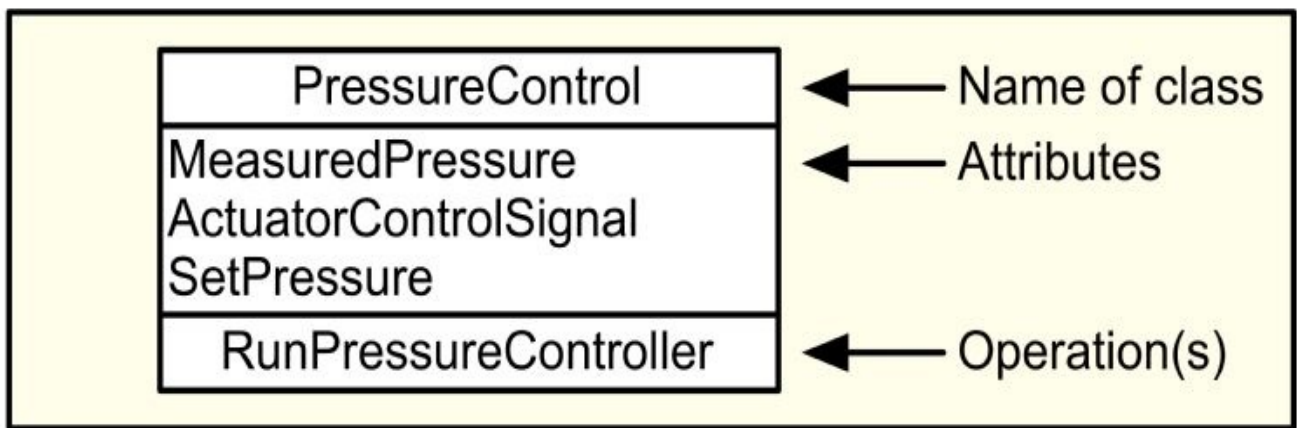 PressureControl
Name of class
MeasuredPressure
Attributes
ActuatorControlSignal
SetPressure
RunPressureController
Operation(s)